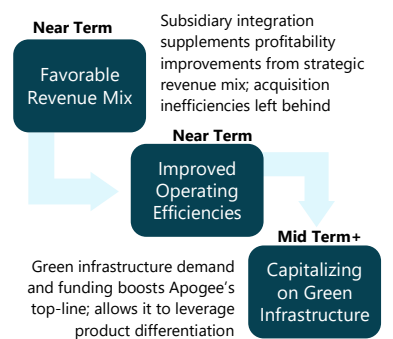 Near Term
Favorable
Revenue Mix
Subsidiary integration
supplements profitability
improvements from strategic
revenue mix; acquisition
inefficiencies left behind
Near Term
Improved
Operating
Efficiencies
Mid Term+
Capitalizing
on Green
Infrastructure
Green infrastructure demand
and funding boosts Apogee's
top-line; allows it to leverage
product differentiation